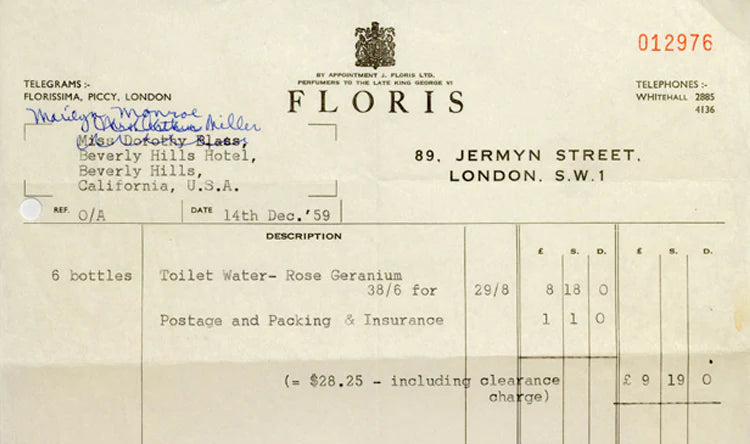 012976
BY APPOINTMENT J. FLORIS LTD.
PERFUMERS TO THE LATE KING GEORGE VI
TELEGRAMS :-
FLORISSIMA, PICCY, LONDON
FLORIS
TELEPHONES :-
WHITEHALL 2885
4136
Marilyn Monroe
Miller
Miss Dorothy Blass,
Beverly Hills Hotel,
Beverly Hills,
California, U.S.A.
89, JERMYN STREET,
LONDON. S.W.1
REF. O/A DATE 14th Dec.'59
DESCRIPTION £ S. D. £ S. D.
6 bottles Toilet Water- Rose Geranium
38/6 for 29/8 8 18 0
Postage and Packing & Insurance 1 1 0
(= $28.25 - including clearance £ 9 19 0
charge)